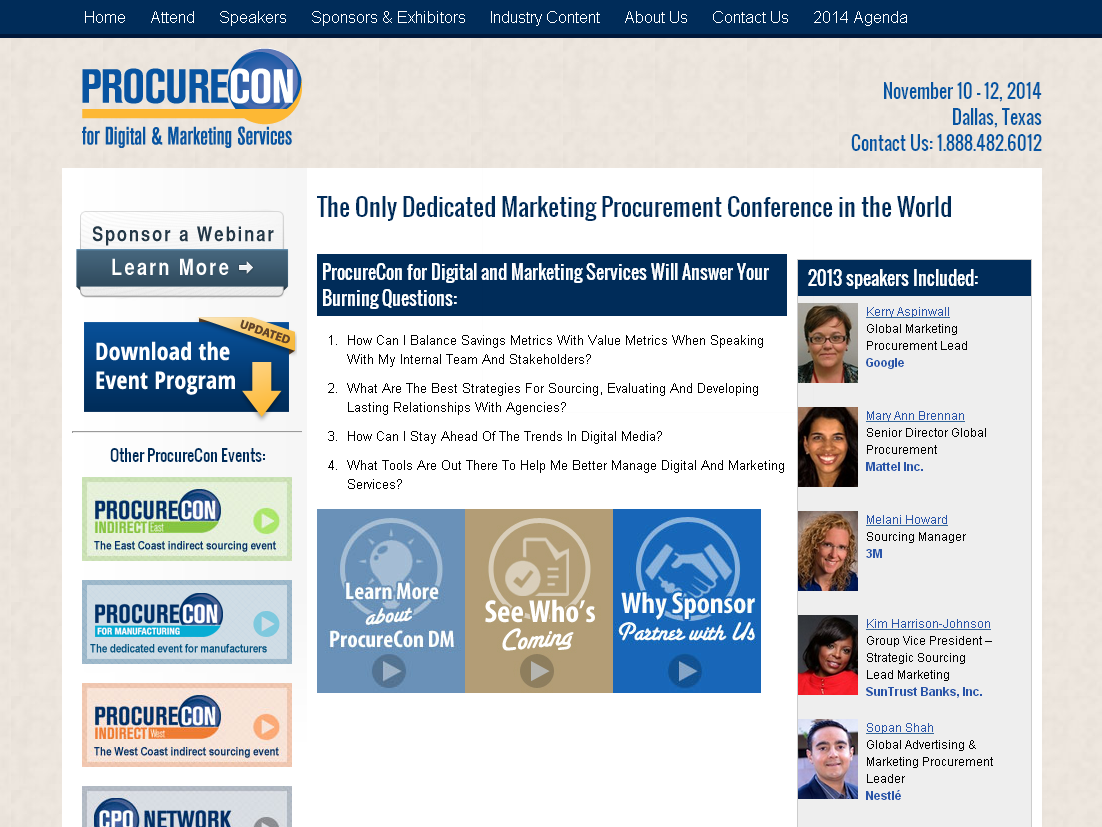 Home Attend Speakers Sponsors & Exhibitors Industry Content About Us Contact Us 2014 Agenda
PROCURECON
for Digital & Marketing Services
November 10 - 12, 2014
Dallas, Texas
Contact Us: 1.888.482.6012
Sponsor a Webinar
Learn More
UPDATED
Download the
Event Program
Other ProcureCon Events:
PROCURECON
INDIRECT East
The East Coast indirect sourcing event
PROCURECON
FOR MANUFACTURING
The dedicated event for manufacturers
PROCURECON
INDIRECT West
The West Coast indirect sourcing event
CPO NETWORK
The Only Dedicated Marketing Procurement Conference in the World
ProcureCon for Digital and Marketing Services Will Answer Your
Burning Questions:
1. How Can I Balance Savings Metrics With Value Metrics When Speaking
With My Internal Team And Stakeholders?
2. What Are The Best Strategies For Sourcing, Evaluating And Developing
Lasting Relationships With Agencies?
3. How Can I Stay Ahead Of The Trends In Digital Media?
4. What Tools Are Out There To Help Me Better Manage Digital And Marketing
Services?
Learn More
about
ProcureCon DM
See Who's
Coming
Why Sponsor
Partner with Us
2013 speakers Included:
Kerry Aspinwall
Global Marketing
Procurement Lead
Google
Mary Ann Brennan
Senior Director Global
Procurement
Mattel Inc.
Melani Howard
Sourcing Manager
3M
Kim Harrison-Johnson
Group Vice President –
Strategic Sourcing
Lead Marketing
SunTrust Banks, Inc.
Sopan Shah
Global Advertising &
Marketing Procurement
Leader
Nestlé